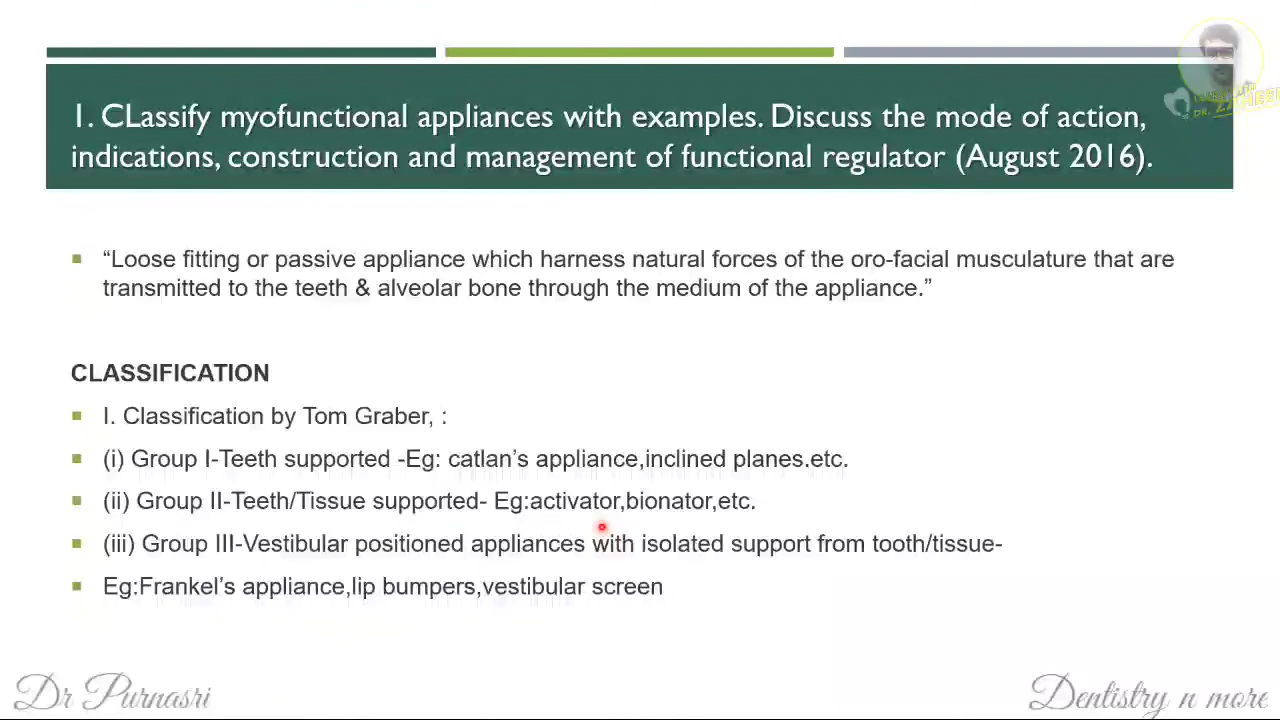 1. CLassify myofunctional appliances with examples. Discuss the mode of action,
indications, construction and management of functional regulator (August 2016).
“Loose fitting or passive appliance which harness natural forces of the oro-facial musculature that are
transmitted to the teeth & alveolar bone through the medium of the appliance.”
CLASSIFICATION
I. Classification by Tom Graber, :
(i) Group I-Teeth supported -Eg: catlan’s appliance,inclined planes.etc.
(ii) Group II-Teeth/Tissue supported- Eg:activator,bionator,etc.
(iii) Group III-Vestibular positioned appliances with isolated support from tooth/tissue-
Eg:Frankel’s appliance,lip bumpers,vestibular screen
Dr Purnasri
Dentistry n more